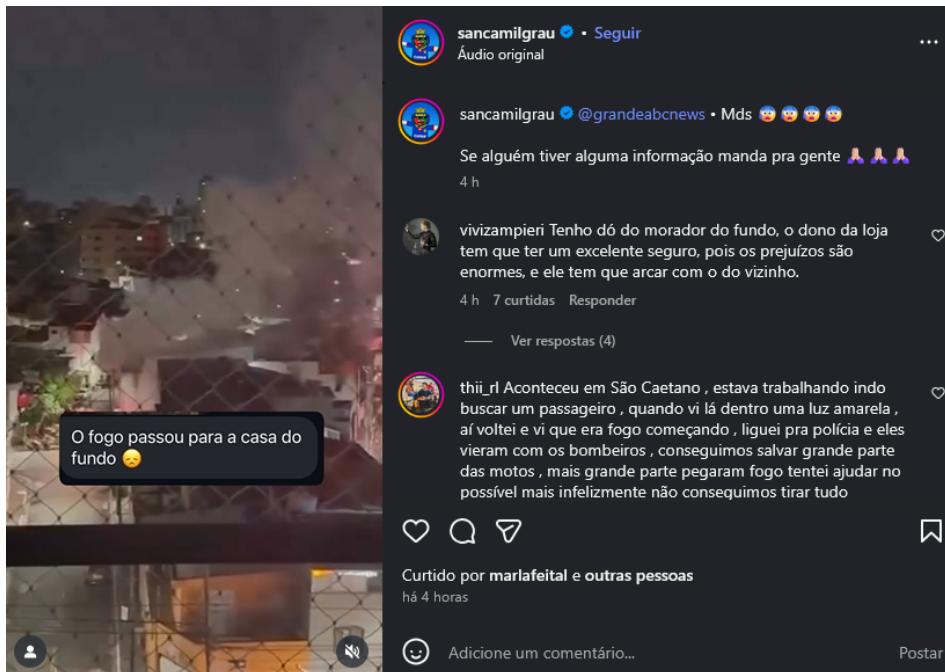 sancamilgrau • Seguir
Áudio original
sancamilgrau @grandeabcnews • Mds 😨 😨 😨 😨
Se alguém tiver alguma informação manda pra gente 🙏🏻 🙏🏻 🙏🏻
4 h
vivizampieri Tenho dó do morador do fundo, o dono da loja
tem que ter um excelente seguro, pois os prejuízos são
enormes, e ele tem que arcar com o do vizinho.
4 h 7 curtidas Responder
Ver respostas (4)
thii_rl Aconteceu em São Caetano , estava trabalhando indo
buscar um passageiro , quando vi lá dentro uma luz amarela ,
aí voltei e vi que era fogo começando , liguei pra polícia e eles
vieram com os bombeiros , conseguimos salvar grande parte
das motos , mais grande parte pegaram fogo tentei ajudar no
possível mais infelizmente não conseguimos tirar tudo
O fogo passou para a casa do
fundo 😞
Curtido por marlafeital e outras pessoas
há 4 horas
Adicione um comentário...
Postar